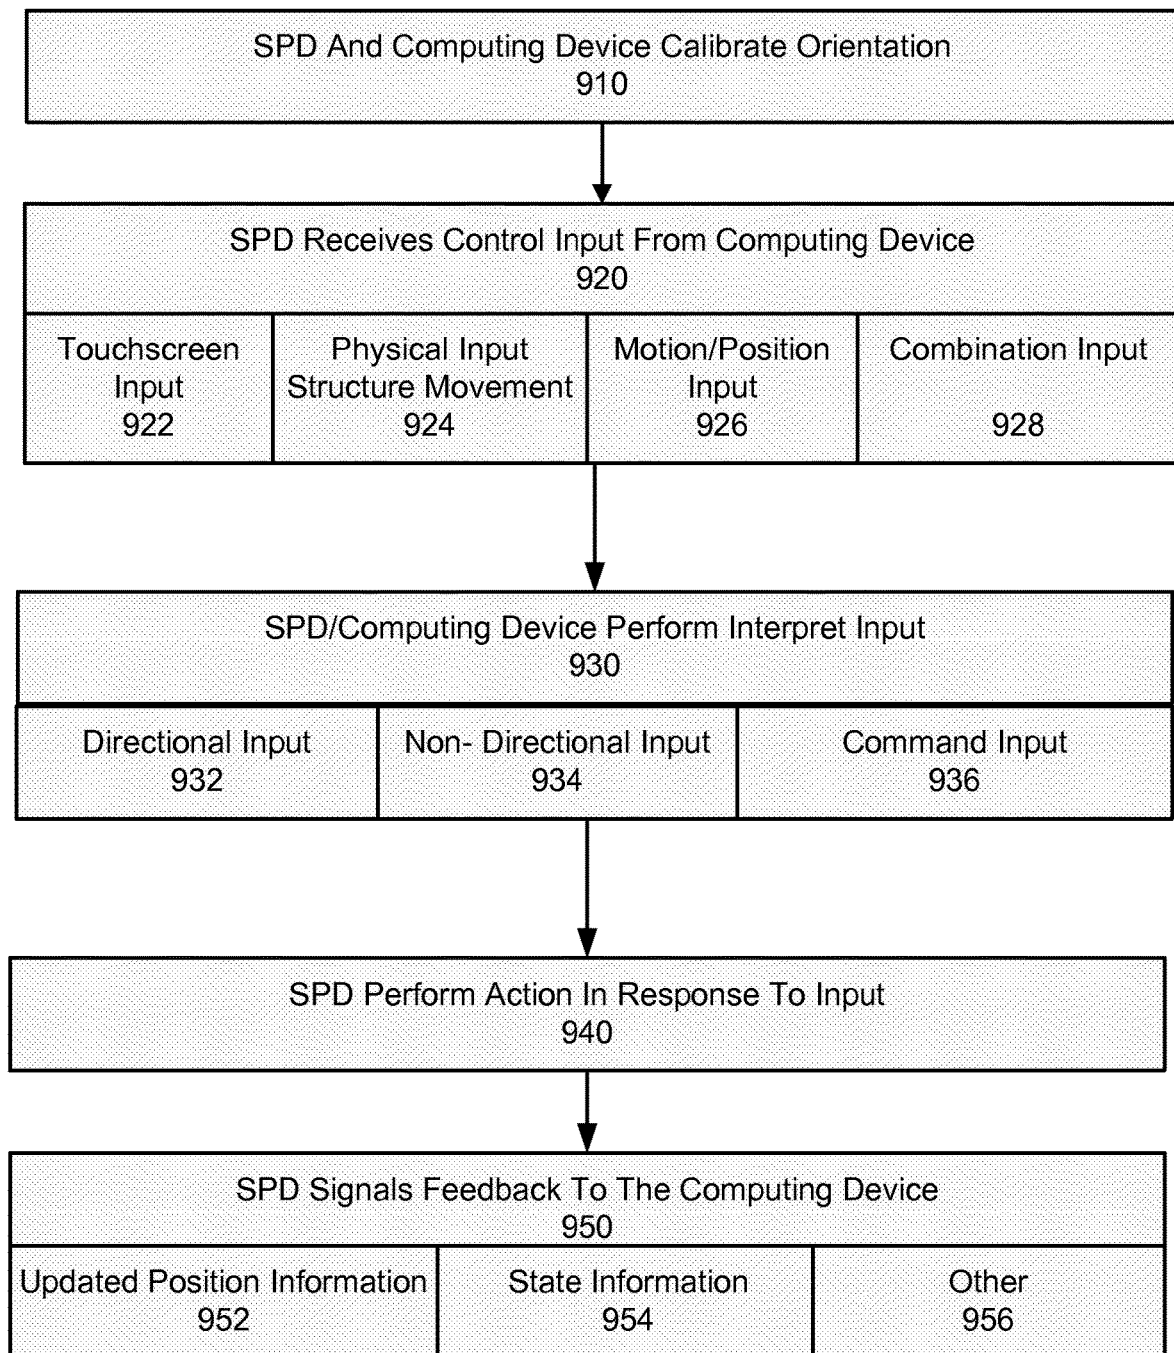 SPD And Computing Device Calibrate Orientation
910
SPD Receives Control Input From Computing Device
920
Touchscreen
Input
922
Physical Input
Structure Movement
924
Motion/Position
Input
926
Combination Input
928
SPD/Computing Device Perform Interpret Input
930
Directional Input
932
Non- Directional Input
934
Command Input
936
SPD Perform Action In Response To Input
940
SPD Signals Feedback To The Computing Device
950
Updated Position Information
952
State Information
954
Other
956